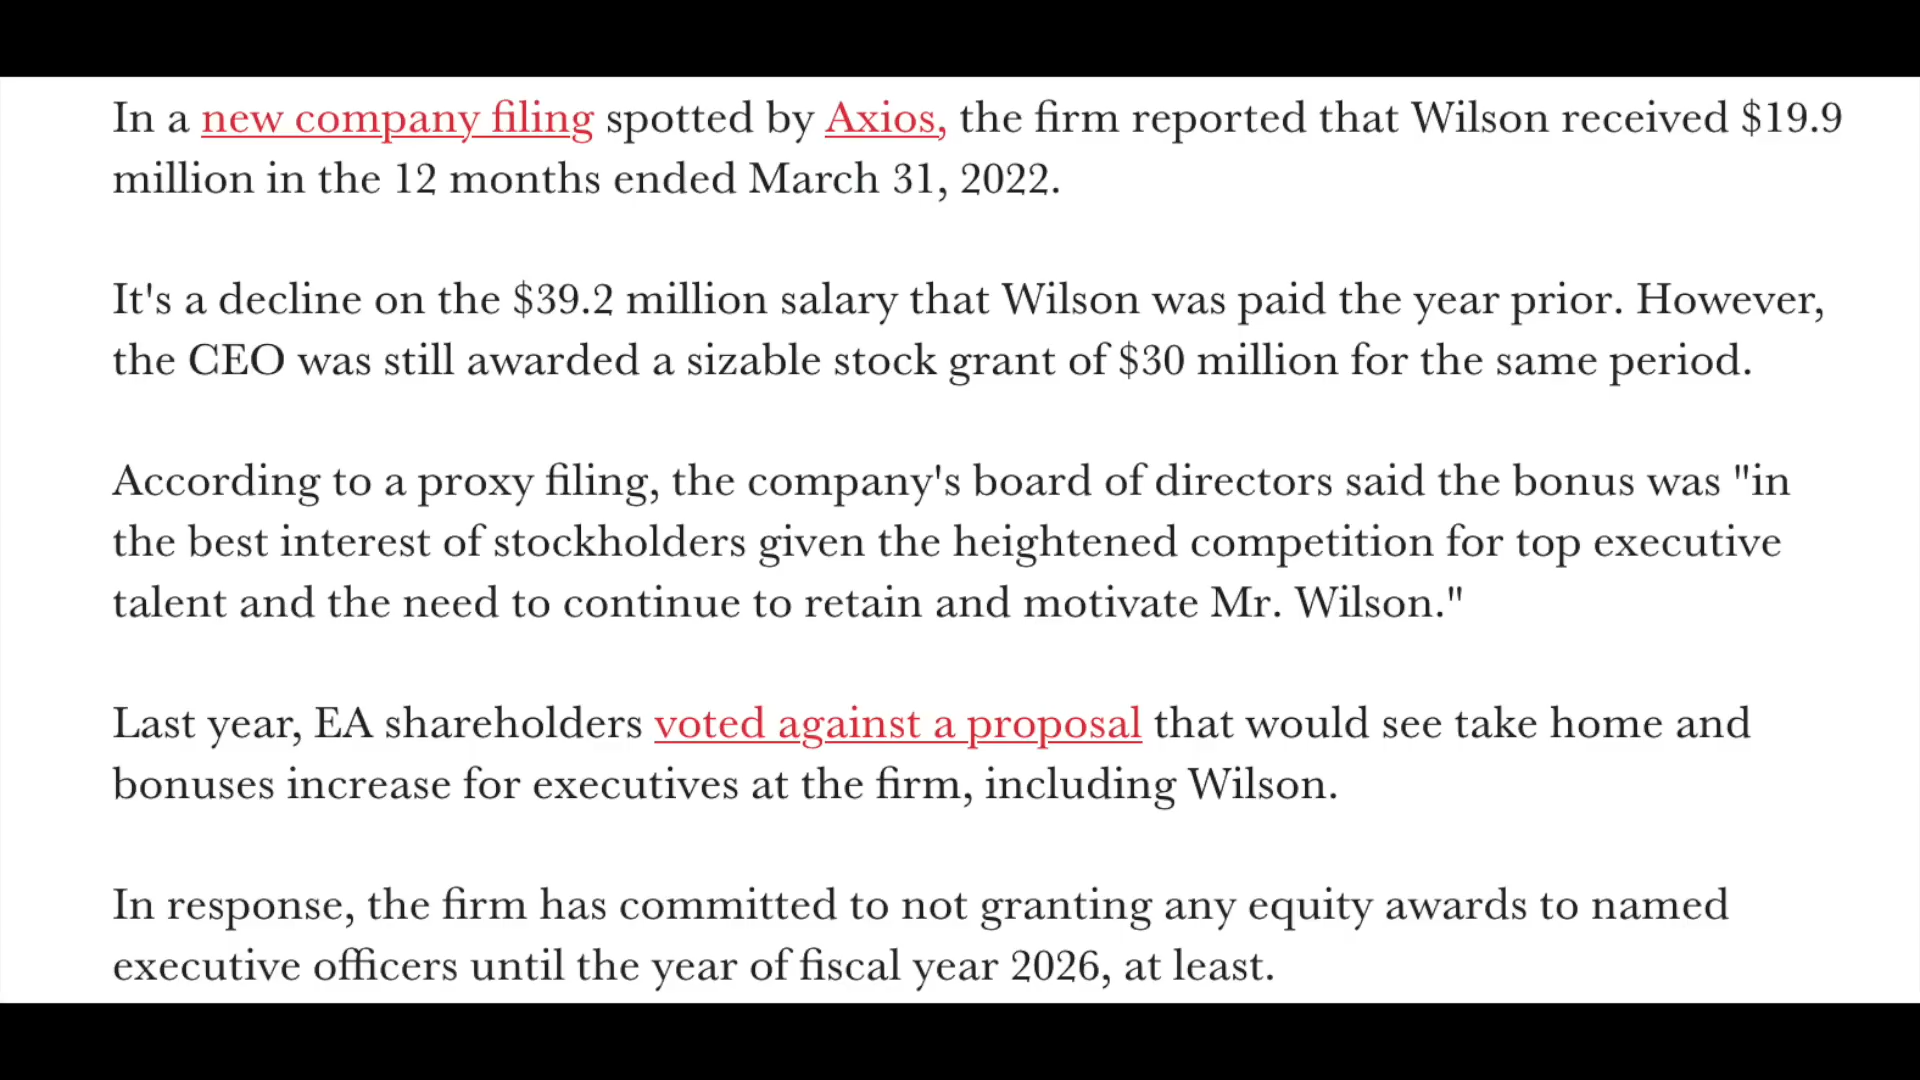 In a new company filing spotted by Axios, the firm reported that Wilson received $19.9
million in the 12 months ended March 31, 2022.
It's a decline on the $39.2 million salary that Wilson was paid the year prior. However,
the CEO was still awarded a sizable stock grant of $30 million for the same period.
According to a proxy filing, the company's board of directors said the bonus was "in
the best interest of stockholders given the heightened competition for top executive
talent and the need to continue to retain and motivate Mr. Wilson."
Last year, EA shareholders voted against a proposal that would see take home and
bonuses increase for executives at the firm, including Wilson.
In response, the firm has committed to not granting any equity awards to named
executive officers until the year of fiscal year 2026, at least.